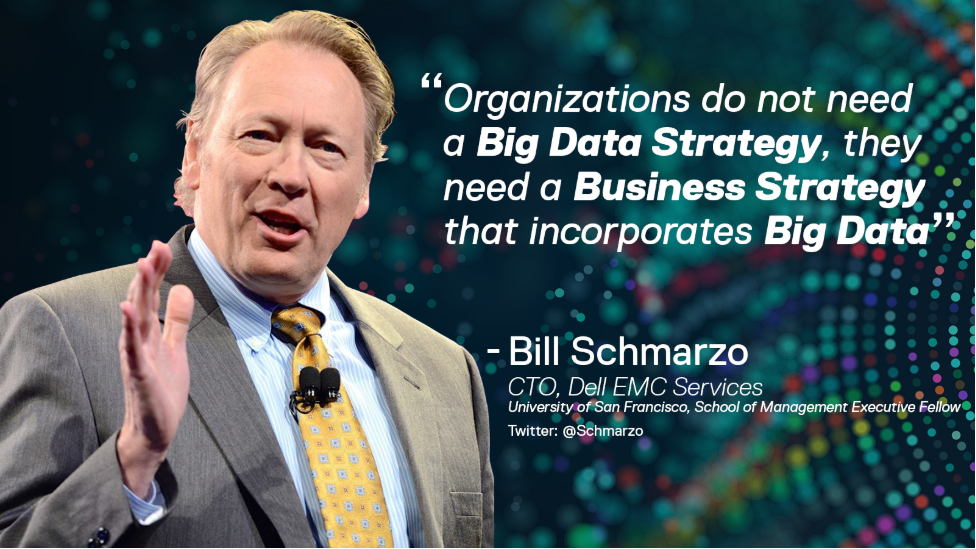 “Organizations do not need
a Big Data Strategy, they
need a Business Strategy
that incorporates Big Data”
- Bill Schmarzo
CTO, Dell EMC Services
University of San Francisco, School of Management Executive Fellow
Twitter: @Schmarzo